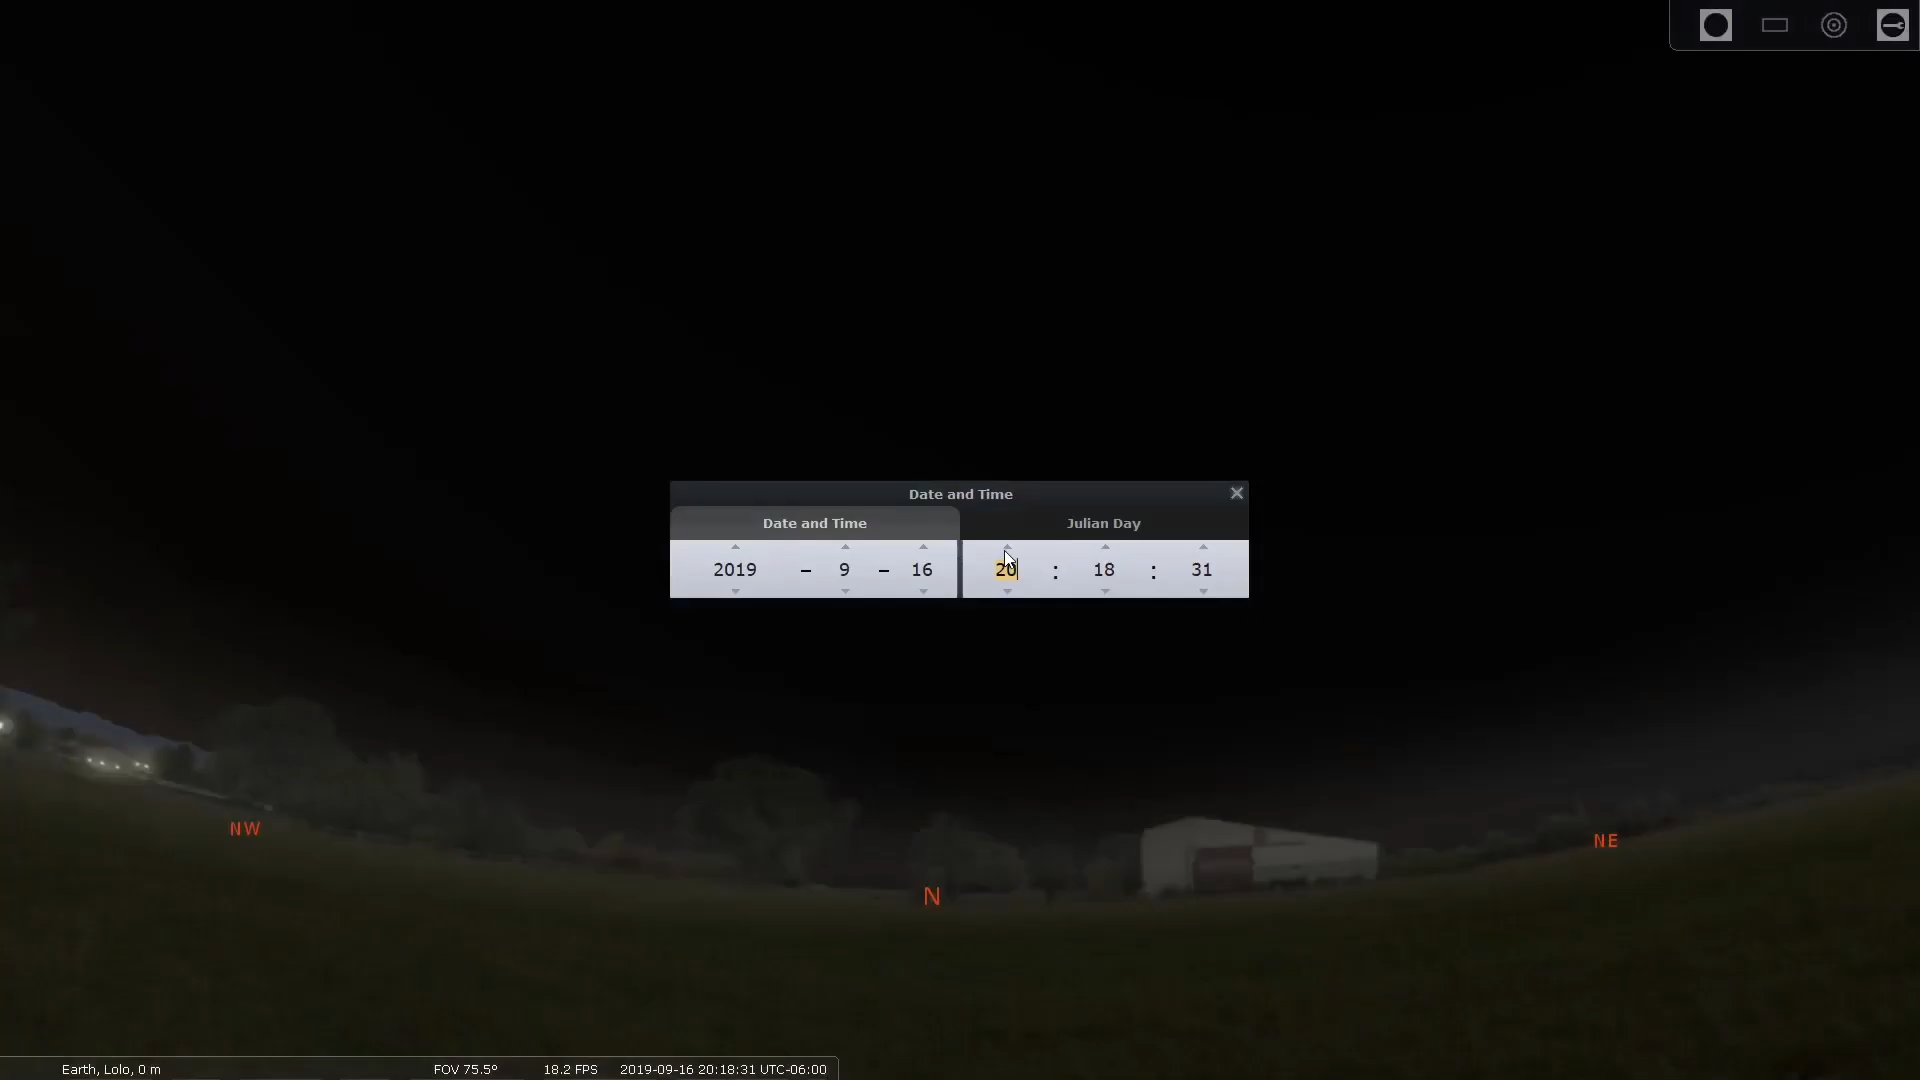 Date and Time
Date and Time
Julian Day
2019 – 9 – 16 20 : 18 : 31
NW
NE
N
Earth, Lolo, 0 m FOV 75.5° 18.2 FPS 2019-09-16 20:18:31 UTC-06:00